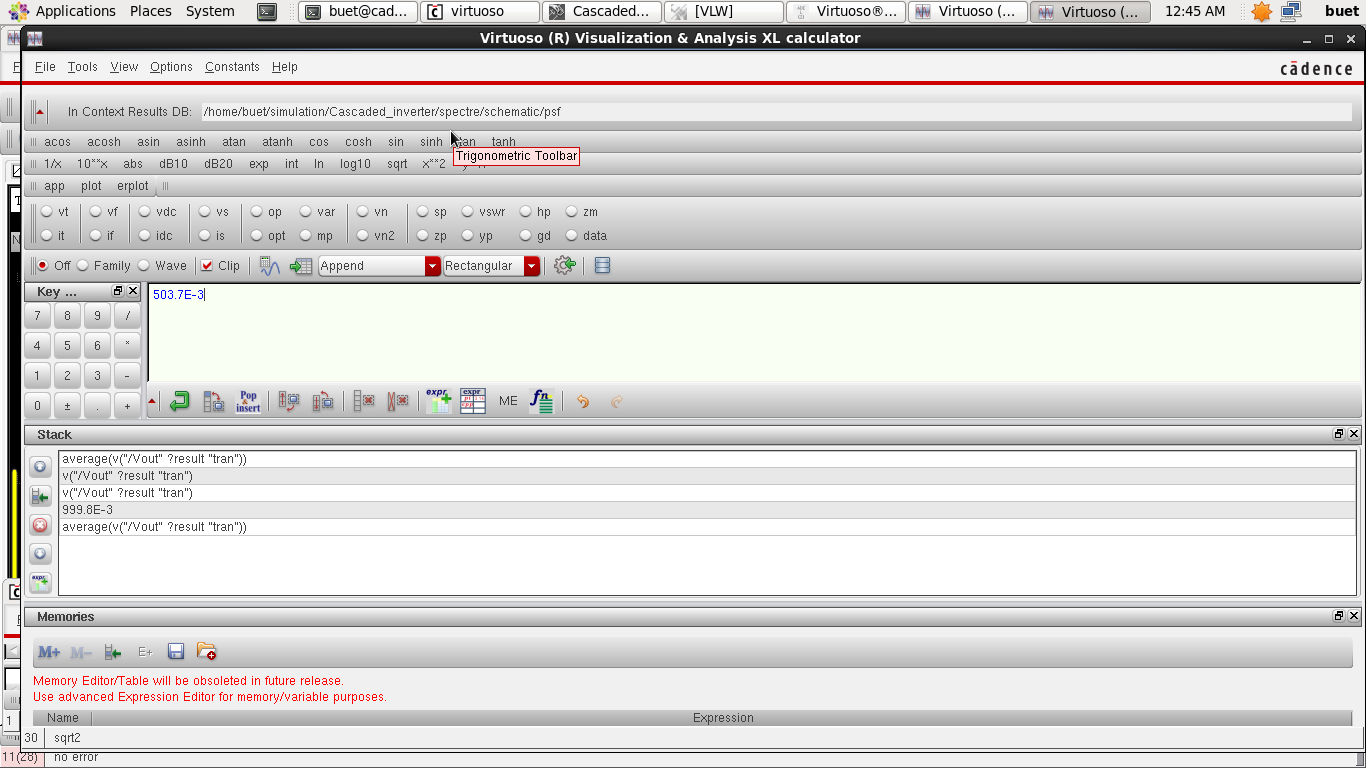 Applications Places System buet@cad... virtuoso Cascaded... [VLV] Virtuoso®... Virtuoso (... Virtuoso (... 12:45 AM buet
Virtuoso (R) Visualization & Analysis XL calculator
File Tools View Options Constants Help cādence
In Context Results DB: /home/buet/simulation/Cascaded_inverter/spectre/schematic/psf
acos acosh asin asinh atan atanh cos cosh sin sinh tan tanh
Trigonometric Toolbar
1/x 10**x abs dB10 dB20 exp int ln log10 sqrt x**2
app plot erplot
vt vf vdc vs op var vn sp vswr hp zm
it if idc is opt mp vn2 zp yp gd data
Off Family Wave Clip Append Rectangular
Key ...
503.7E-3
7 8 9 /
4 5 6 *
1 2 3 -
0 ± . +
Pop insert expr expr ME fn
Stack
average(v("/Vout" ?result "tran"))
v("/Vout" ?result "tran")
v("/Vout" ?result "tran")
999.8E-3
average(v("/Vout" ?result "tran"))
expr
Memories
M+ M- E+
Memory Editor/Table will be obsoleted in future release.
Use advanced Expression Editor for memory/variable purposes.
Name Expression
30 sqrt2
11(28) no error